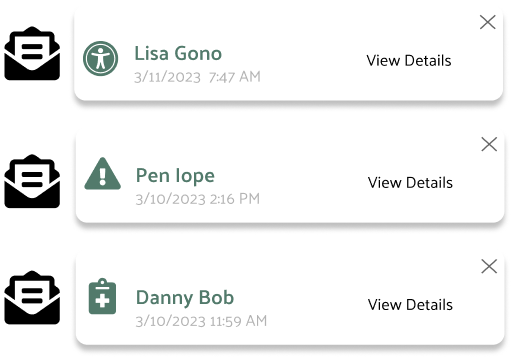 Lisa Gono
3/11/2023 7:47 AM
View Details
Pen lope
3/10/2023 2:16 PM
View Details
Danny Bob
3/10/2023 11:59 AM
View Details